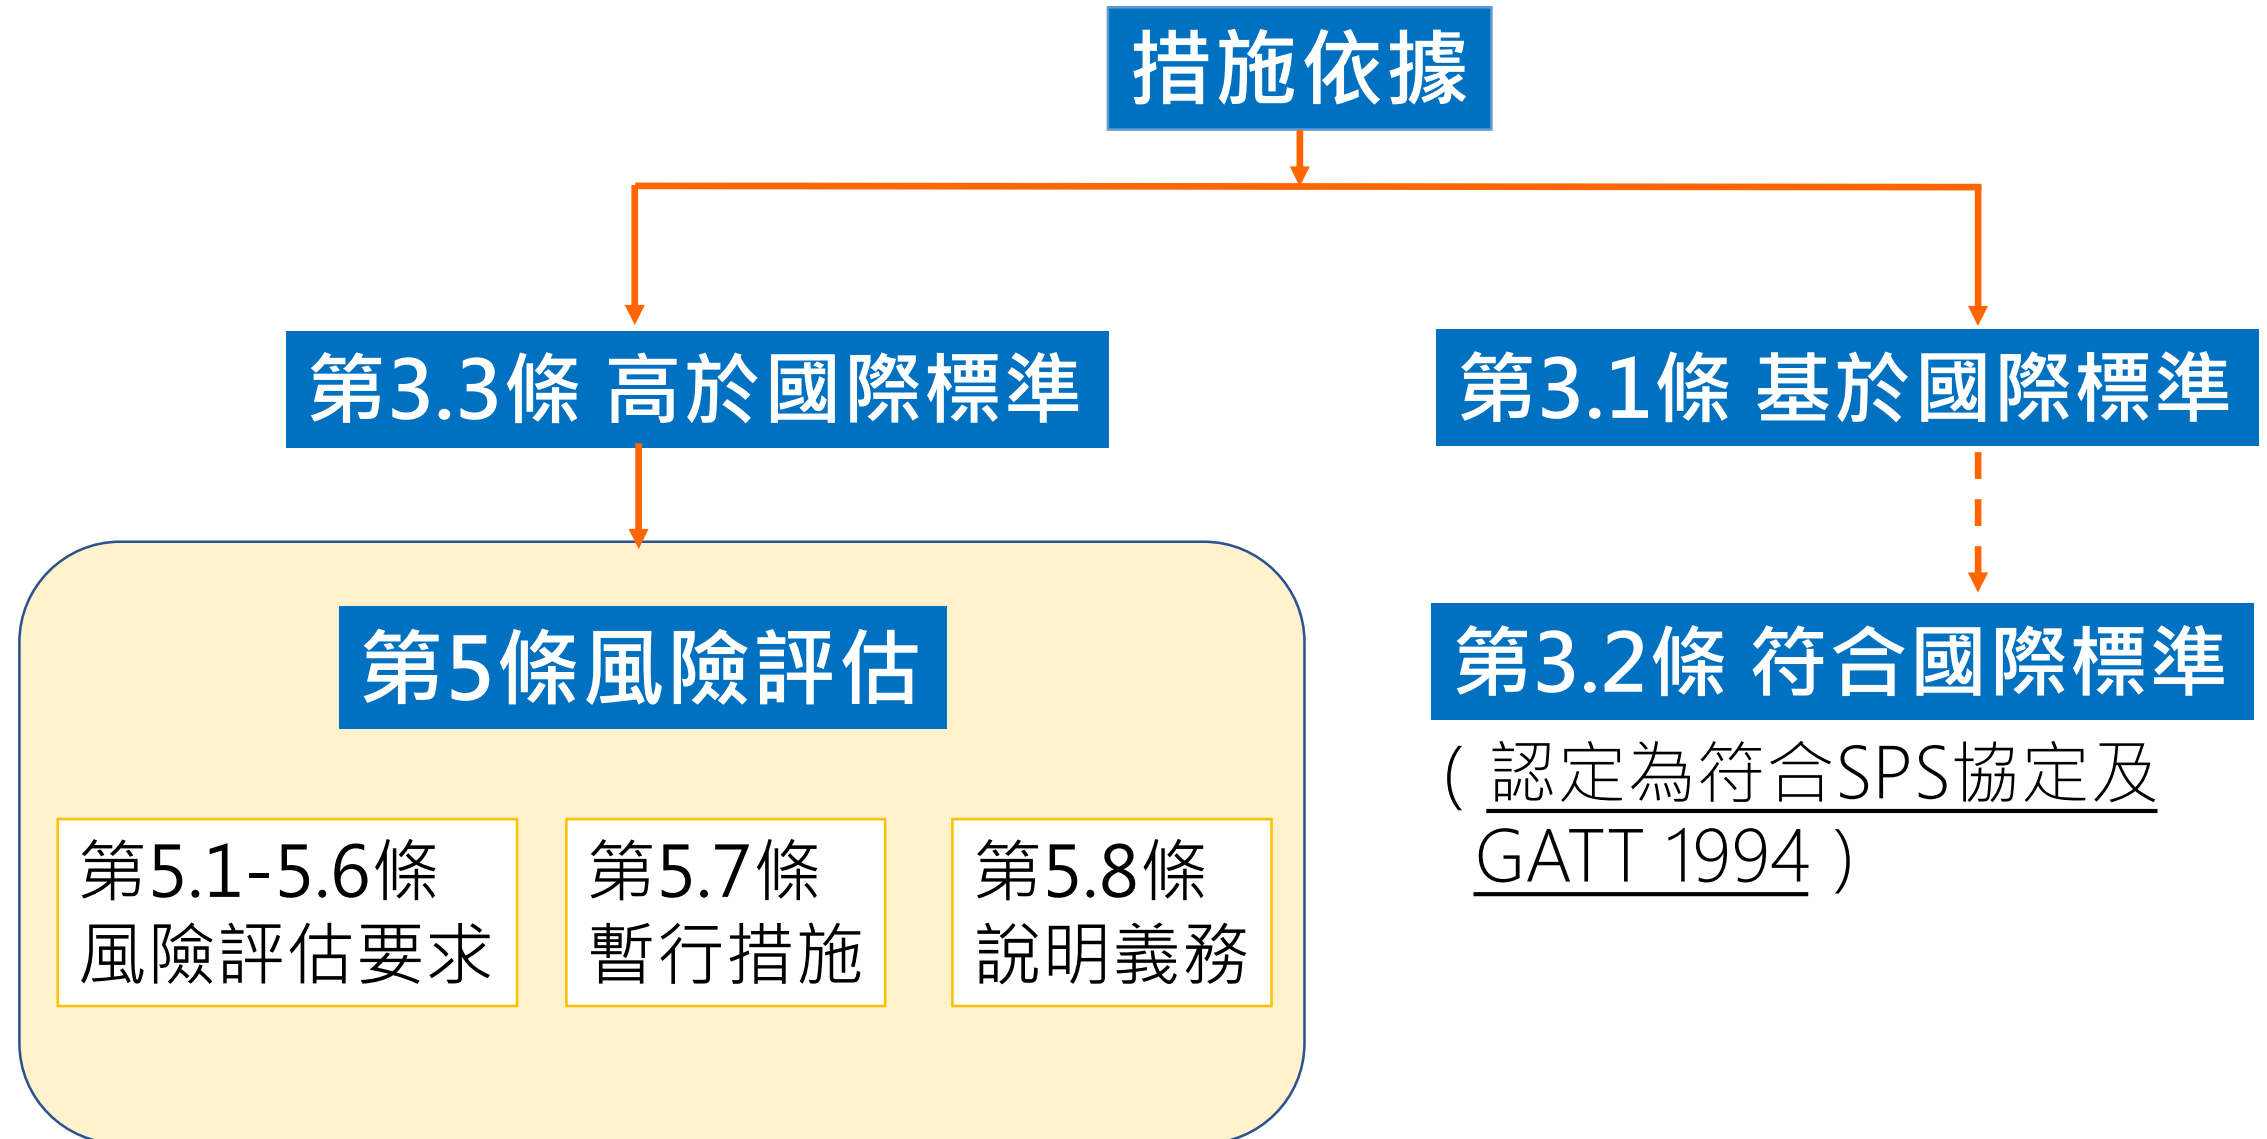 措施依據
第3.3條 高於國際標準
第3.1條 基於國際標準
第5條風險評估
第3.2條 符合國際標準
( 認定為符合SPS協定及
GATT 1994 )
第5.1-5.6條
風險評估要求
第5.7條
暫行措施
第5.8條
說明義務